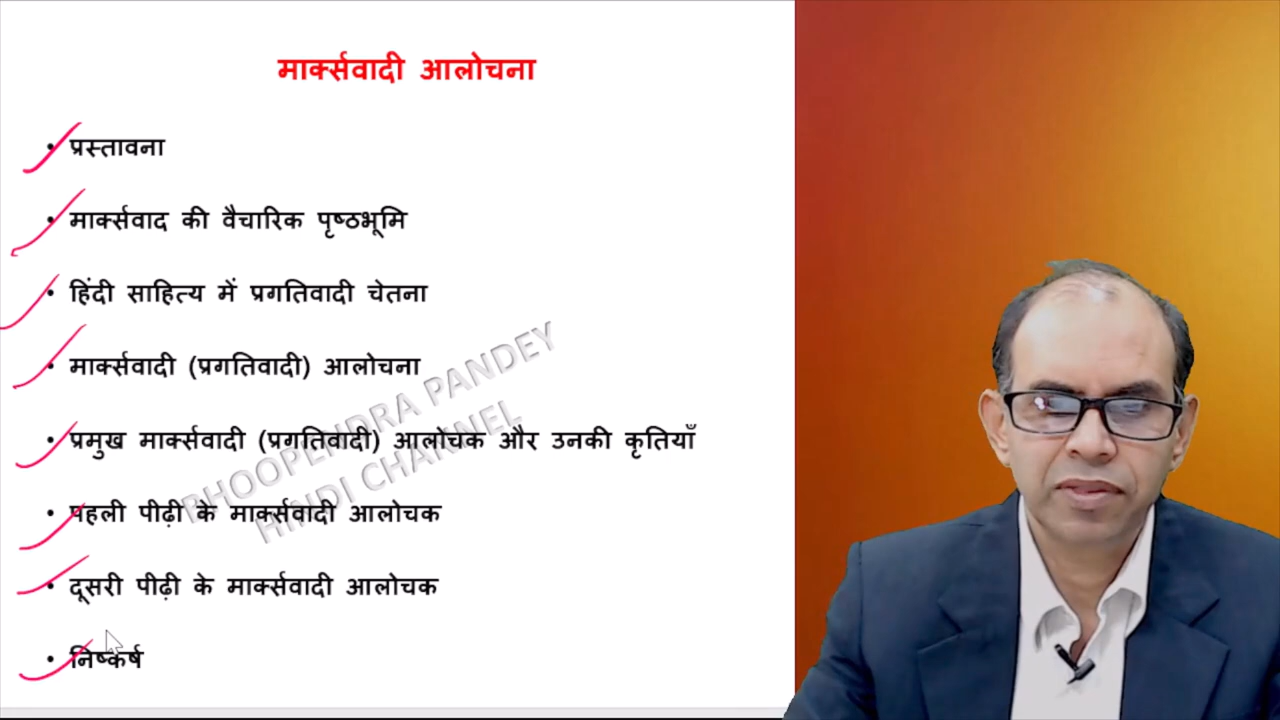 मार्क्सवादी आलोचना
• प्रस्तावना
• मार्क्सवाद की वैचारिक पृष्ठभूमि
• हिंदी साहित्य में प्रगतिवादी चेतना
• मार्क्सवादी (प्रगतिवादी) आलोचना
• प्रमुख मार्क्सवादी (प्रगतिवादी) आलोचक और उनकी कृतियाँ
• पहली पीढ़ी के मार्क्सवादी आलोचक
• दूसरी पीढ़ी के मार्क्सवादी आलोचक
• निष्कर्ष
BHOOPENDRA PANDEY
HINDI CHANNEL